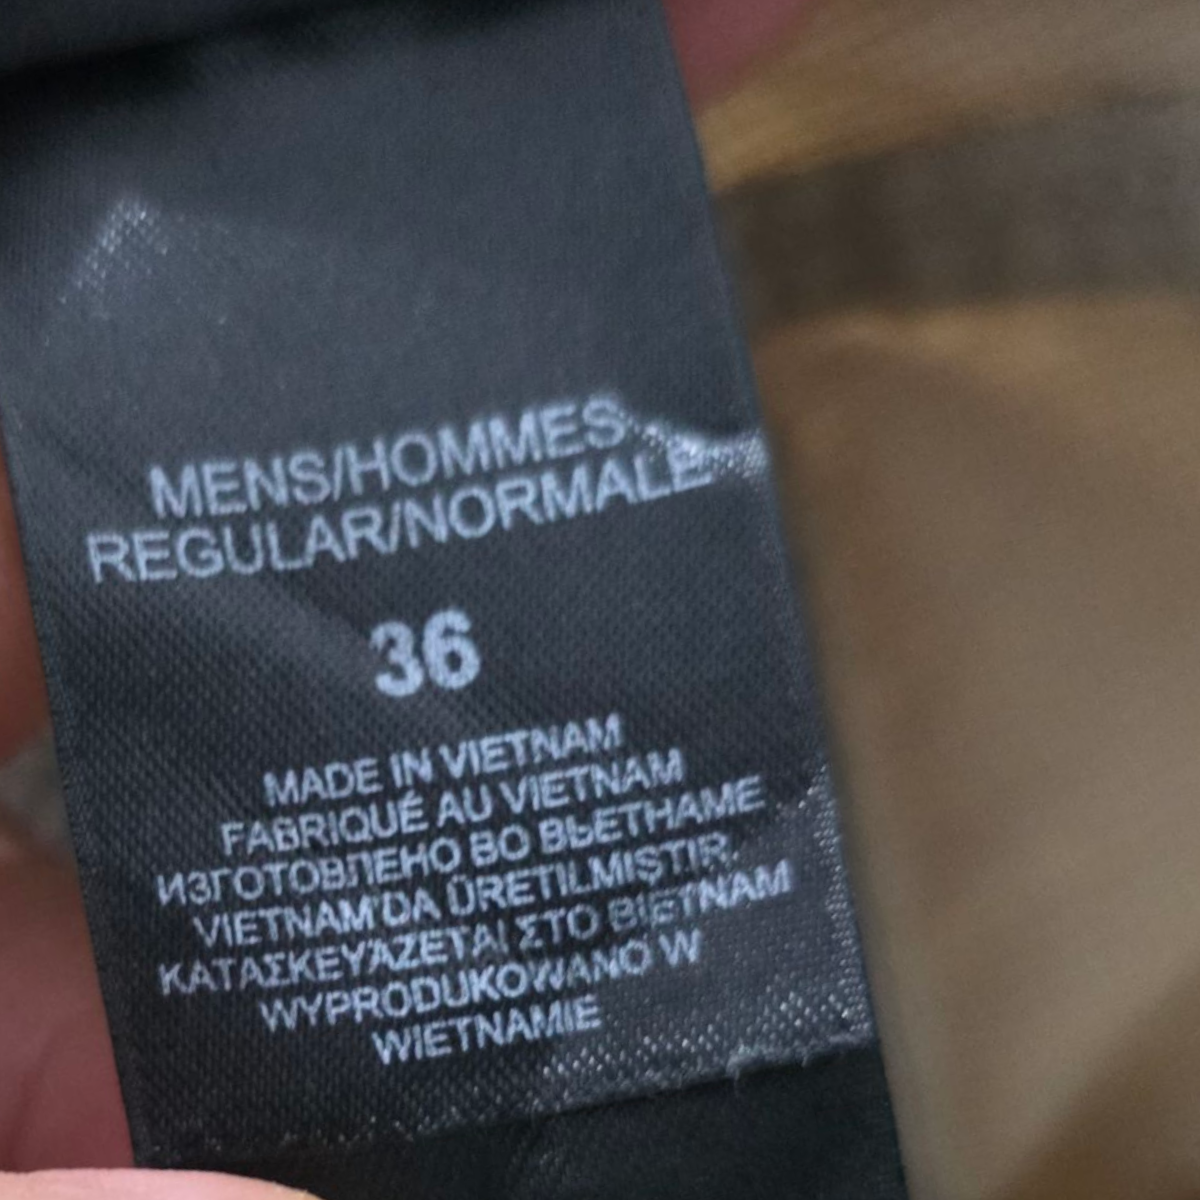 MENS/HOMMES
REGULAR/NORMALE
36
MADE IN VIETNAM
FABRIQUÉ AU VIETNAM
ИЗГОТОВЛЕНО ВО ВЬЕТНАМЕ
VIETNAM'DA ÜRETILMIŞTIR.
ΚΑΤΑΣΚΕΥΆΖΕΤΑΙ ΣΤΟ ΒΙΕΤΝΑΜ
WYPRODUKOWANO W
WIETNAMIE